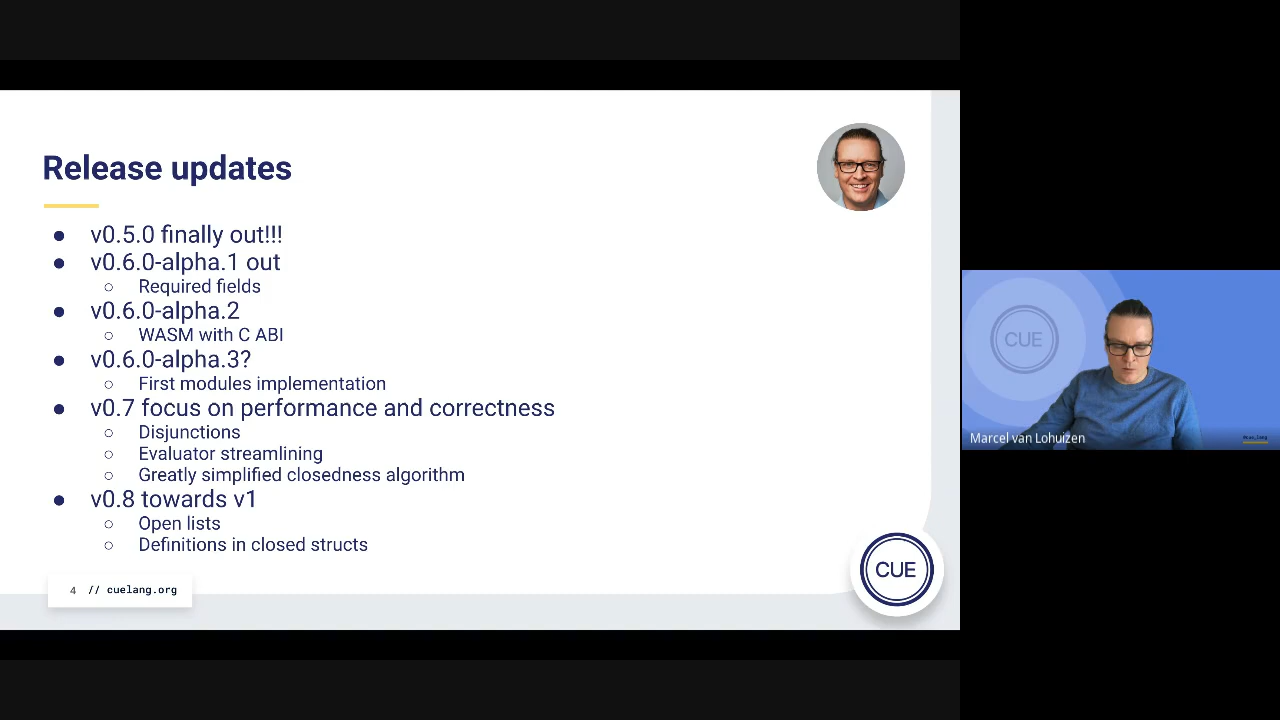 Release updates
● v0.5.0 finally out!!!
● v0.6.0-alpha.1 out
○ Required fields
● v0.6.0-alpha.2
○ WASM with C ABI
● v0.6.0-alpha.3?
○ First modules implementation
● v0.7 focus on performance and correctness
○ Disjunctions
○ Evaluator streamlining
○ Greatly simplified closedness algorithm
● v0.8 towards v1
○ Open lists
○ Definitions in closed structs
4 // cuelang.org
CUE
CUE
Marcel van Lohuizen